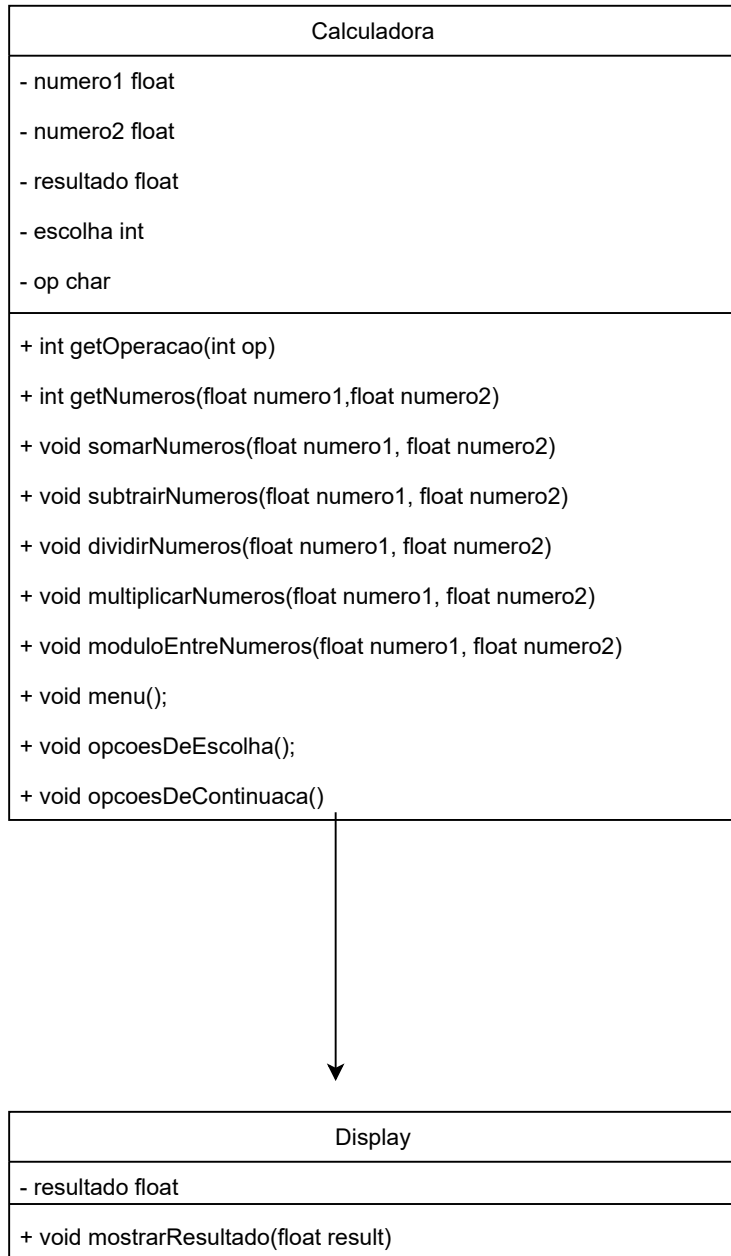 Calculadora
- numero1 float
- numero2 float
- resultado float
- escolha int
- op char
+ int getOperacao(int op)
+ int getNumeros(float numero1,float numero2)
+ void somarNumeros(float numero1, float numero2)
+ void subtrairNumeros(float numero1, float numero2)
+ void dividirNumeros(float numero1, float numero2)
+ void multiplicarNumeros(float numero1, float numero2)
+ void moduloEntreNumeros(float numero1, float numero2)
+ void menu();
+ void opcoesDeEscolha();
+ void opcoesDeContinuaca()
Display
- resultado float
+ void mostrarResultado(float result)